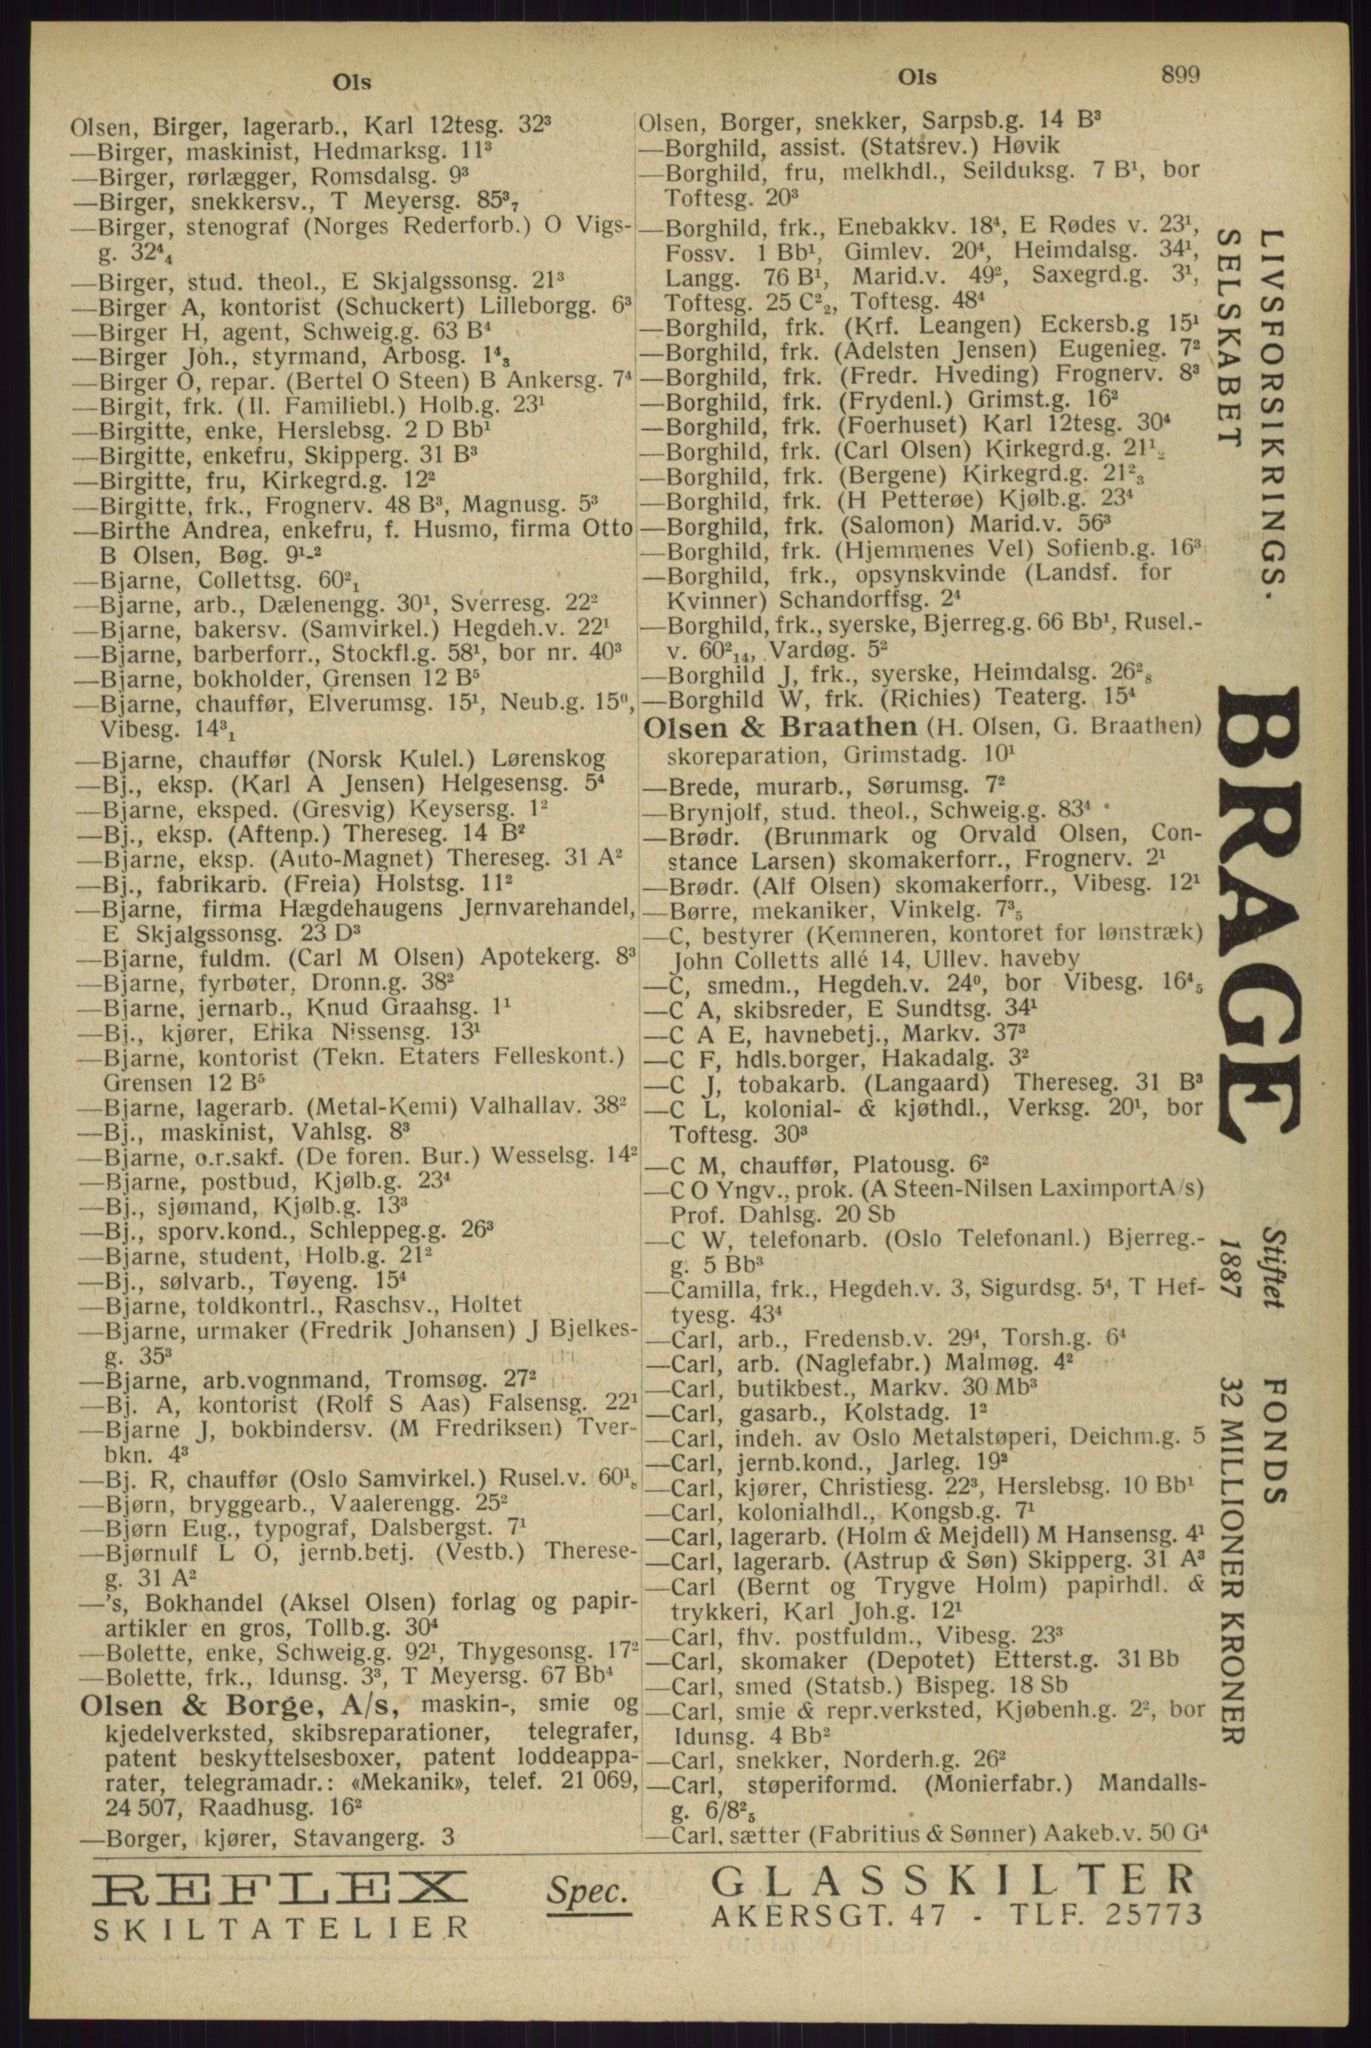 Ols
Olsen, Birger, lagerarb., Karl 12tesg. 32³
—Birger, maskinist, Hedmarksg. 11³
—Birger, rørlægger, Romsdalsg. 9³
—Birger, snekkersv., T Meyersg. 85³₇
—Birger, stenograf (Norges Rederforb.) O Vigs-
g. 32⁴₄
—Birger, stud. theol., E Skjalgssonsg. 21³
—Birger A, kontorist (Schuckert) Lilleborgg. 6³
—Birger H, agent, Schweig.g. 63 B⁴
—Birger Joh., styrmand, Arbosg. 1⁴₃
—Birger O, repar. (Bertel O Steen) B Ankersg. 7⁴
—Birgit, frk. (Il. Familiebl.) Holb.g. 23¹
—Birgitte, enke, Herslebsg. 2 D Bb¹
—Birgitte, enkefru, Skipperg. 31 B³
—Birgitte, fru, Kirkegrd.g. 12²
—Birgitte, frk., Frognerv. 48 B³, Magnusg. 5³
—Birthe Andrea, enkefru, f. Husmo, firma Otto
B Olsen, Bøg. 9¹-²
—Bjarne, Collettsg. 60²₁
—Bjarne, arb., Dælenengg. 30¹, Sverresg. 22²
—Bjarne, bakersv. (Samvirkel.) Hegdeh.v. 22¹
—Bjarne, barberforr., Stockfl.g. 58¹, bor nr. 40³
—Bjarne, bokholder, Grensen 12 B⁵
—Bjarne, chauffør, Elverumsg. 15¹, Neub.g. 15⁰,
Vibesg. 14³₁
—Bjarne, chauffør (Norsk Kulel.) Lørenskog
—Bj., eksp. (Karl A Jensen) Helgesensg. 5⁴
—Bjarne, eksped. (Gresvig) Keysersg. 1²
—Bj., eksp. (Aftenp.) Thereseg. 14 B²
—Bjarne, eksp. (Auto-Magnet) Thereseg. 31 A²
—Bj., fabrikarb. (Freia) Holstsg. 11²
—Bjarne, firma Hægdehaugens Jernvarehandel,
E Skjalgssonsg. 23 D³
—Bjarne, fuldm. (Carl M Olsen) Apotekerg. 8³
—Bjarne, fyrbøter, Dronn.g. 38²
—Bjarne, jernarb., Knud Graahsg. 1¹
—Bj., kjører, Erika Nissensg. 13¹
—Bjarne, kontorist (Tekn. Etaters Felleskont.)
Grensen 12 B⁵
—Bjarne, lagerarb. (Metal-Kemi) Valhallav. 38²
—Bj., maskinist, Vahlsg. 8³
—Bjarne, o.r.sakf. (De foren. Bur.) Wesselsg. 14²
—Bjarne, postbud, Kjølb.g. 23⁴
—Bj., sjømand, Kjølb.g. 13³
—Bj., sporv.kond., Schleppeg.g. 26³
—Bjarne, student, Holb.g. 21²
—Bj., sølvarb., Tøyeng. 15⁴
—Bjarne, toldkontrl., Raschsv., Holtet
—Bjarne, urmaker (Fredrik Johansen) J Bjelkes-
g. 35³
—Bjarne, arb.vognmand, Tromsøg. 27²
—Bj. A, kontorist (Rolf S Aas) Falsensg. 22¹
—Bjarne J, bokbindersv. (M Fredriksen) Tver-
bkn. 4³
—Bj. R, chauffør (Oslo Samvirkel.) Rusel.v. 60¹
—Bjørn, bryggearb., Vaalerengg. 25²
—Bjørn Eug., typograf, Dalsbergst. 7¹
—Bjørnulf L O, jernb.betj. (Vestb.) Therese-
g. 31 A²
—'s, Bokhandel (Aksel Olsen) forlag og papir-
artikler en gros, Tollb.g. 30⁴
—Bolette, enke, Schweig.g. 92¹, Thygesonsg. 17²
—Bolette, frk., Idunsg. 3³, T Meyersg. 67 Bb⁴
Olsen & Borge, A/s, maskin-, smie og
kjedelverksted, skibsreparationer, telegrafer,
patent beskyttelsesboxer, patent loddeappa-
rater, telegramadr.: «Mekanik», telef. 21 069,
24 507, Raadhusg. 16²
—Borger, kjører, Stavangerg. 3
Ols 899
Olsen, Borger, snekker, Sarpsb.g. 14 B³
—Borghild, assist. (Statsrev.) Høvik
—Borghild, fru, melkhdl., Seilduksg. 7 B¹, bor
Toftesg. 20³
—Borghild, frk., Enebakkv. 18⁴, E Rødes v. 23¹,
Fossv. 1 Bb¹, Gimlev. 20⁴, Heimdalsg. 34¹,
Langg. 76 B¹, Marid.v. 49², Saxegrd.g. 3¹,
Toftesg. 25 C²₂, Toftesg. 48⁴
—Borghild, frk. (Krf. Leangen) Eckersb.g 15¹
—Borghild, frk. (Adelsten Jensen) Eugenieg. 7²
—Borghild, frk. (Fredr. Hveding) Frognerv. 8³
—Borghild, frk. (Frydenl.) Grimst.g. 16²
—Borghild, frk. (Foerhuset) Karl 12tesg. 30⁴
—Borghild, frk. (Carl Olsen) Kirkegrd.g. 21¹₂
—Borghild, frk. (Bergene) Kirkegrd.g. 21²₃
—Borghild, frk. (H Petterøe) Kjølb.g. 23⁴
—Borghild, frk. (Salomon) Marid.v. 56³
—Borghild, frk. (Hjemmenes Vel) Sofienb.g. 16³
—Borghild, frk., opsynskvinde (Landsf. for
Kvinner) Schandorffsg. 2⁴
—Borghild, frk., syerske, Bjerreg.g. 66 Bb¹, Rusel.-
v. 60²₁₄, Vardøg. 5²
—Borghild J, frk., syerske, Heimdalsg. 26²₈
—Borghild W, frk. (Richies) Teaterg. 15⁴
Olsen & Braathen (H. Olsen, G. Braathen)
skoreparation, Grimstadg. 10¹
—Brede, murarb., Sørumsg. 7²
—Brynjolf, stud. theol., Schweig.g. 83⁴
—Brødr. (Brunmark og Orvald Olsen, Con-
stance Larsen) skomakerforr., Frognerv. 2¹
—Brødr. (Alf Olsen) skomakerforr., Vibesg. 12¹
—Børre, mekaniker, Vinkelg. 7³₅
—C, bestyrer (Kemneren, kontoret for lønstræk)
John Colletts allé 14, Ullev. haveby
—C, smedm., Hegdeh.v. 24⁰, bor Vibesg. 16⁴₅
—C A, skibsreder, E Sundtsg. 34¹
—C A E, havnebetj., Markv. 37³
—C F, hdls.borger, Hakadalg. 3²
—C J, tobakarb. (Langaard) Thereseg. 31 B³
—C L, kolonial- & kjøthdl., Verksg. 20¹, bor
Toftesg. 30³
—C M, chauffør, Platousg. 6²
—C O Yngv., prok. (A Steen-Nilsen Laximport A/s)
Prof. Dahlsg. 20 Sb
—C W, telefonarb. (Oslo Telefonanl.) Bjerreg.-
g. 5 Bb³
—Camilla, frk., Hegdeh.v. 3, Sigurdsg. 5⁴, T Hef-
tyesg. 43⁴
—Carl, arb., Fredensb.v. 29⁴, Torsh.g. 6⁴
—Carl, arb. (Naglefabr.) Malmøg. 4²
—Carl, butikbest., Markv. 30 Mb³
—Carl, gasarb., Kolstadg. 1²
—Carl, indeh. av Oslo Metalstøperi, Deichm.g. 5
—Carl, jernb.kond., Jarleg. 19²
—Carl, kjører, Christiesg. 22³, Herslebsg. 10 Bb¹
—Carl, kolonialhdl., Kongsb.g. 7¹
—Carl, lagerarb. (Holm & Mejdell) M Hansensg. 4¹
—Carl, lagerarb. (Astrup & Søn) Skipperg. 31 A³
—Carl (Bernt og Trygve Holm) papirhdl. &
trykkeri, Karl Joh.g. 12¹
—Carl, fhv. postfuldm., Vibesg. 23³
—Carl, skomaker (Depotet) Etterst.g. 31 Bb
—Carl, smed (Statsb.) Bispeg. 18 Sb
—Carl, smie & repr.verksted, Kjøbenh.g. 2², bor
Idunsg. 4 Bb²
—Carl, snekker, Norderh.g. 26²
—Carl, støperiformd. (Monierfabr.) Mandalls-
g. 6/8²₅
—Carl, sætter (Fabritius & Sønner) Aakeb.v. 50 G⁴
LIVSFORSIKRINGS-
SELSKABET
BRAGE
Stiftet
1887
FONDS
32 MILLIONER KRONER
REFLEX
SKILTATELIER
Spec.
GLASSKILTER
AKERSGT. 47 - TLF. 25773